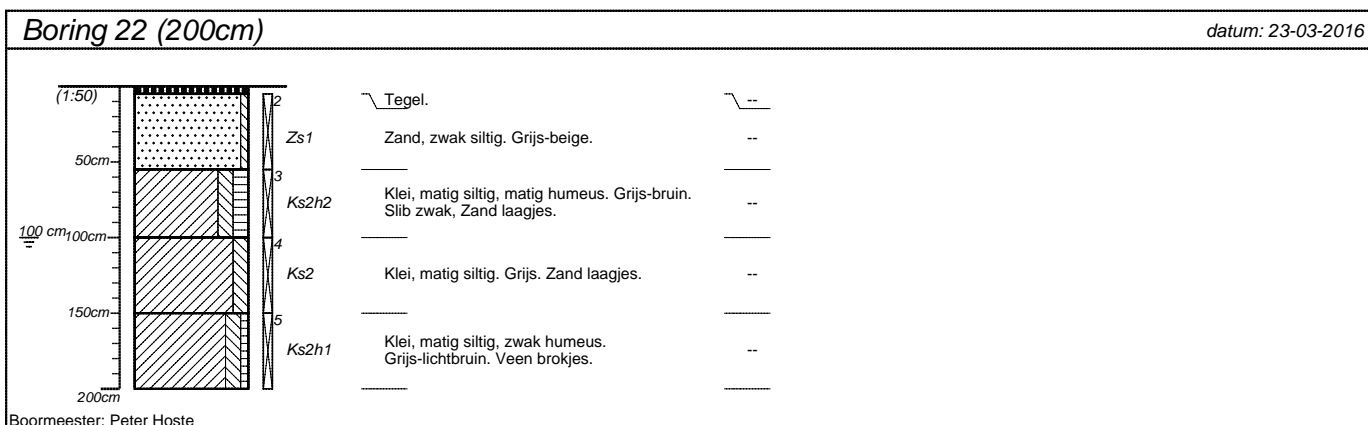 Boring 22 (200cm)
datum: 23-03-2016
(1:50)
2
Tegel.
--
Zs1
Zand, zwak siltig. Grijs-beige.
--
50cm
3
Ks2h2
Klei, matig siltig, matig humeus. Grijs-bruin.
Slib zwak, Zand laagjes.
--
100 cm
100cm
4
Ks2
Klei, matig siltig. Grijs. Zand laagjes.
--
150cm
5
Ks2h1
Klei, matig siltig, zwak humeus.
Grijs-lichtbruin. Veen brokjes.
--
200cm
Boormeester: Peter Hoste